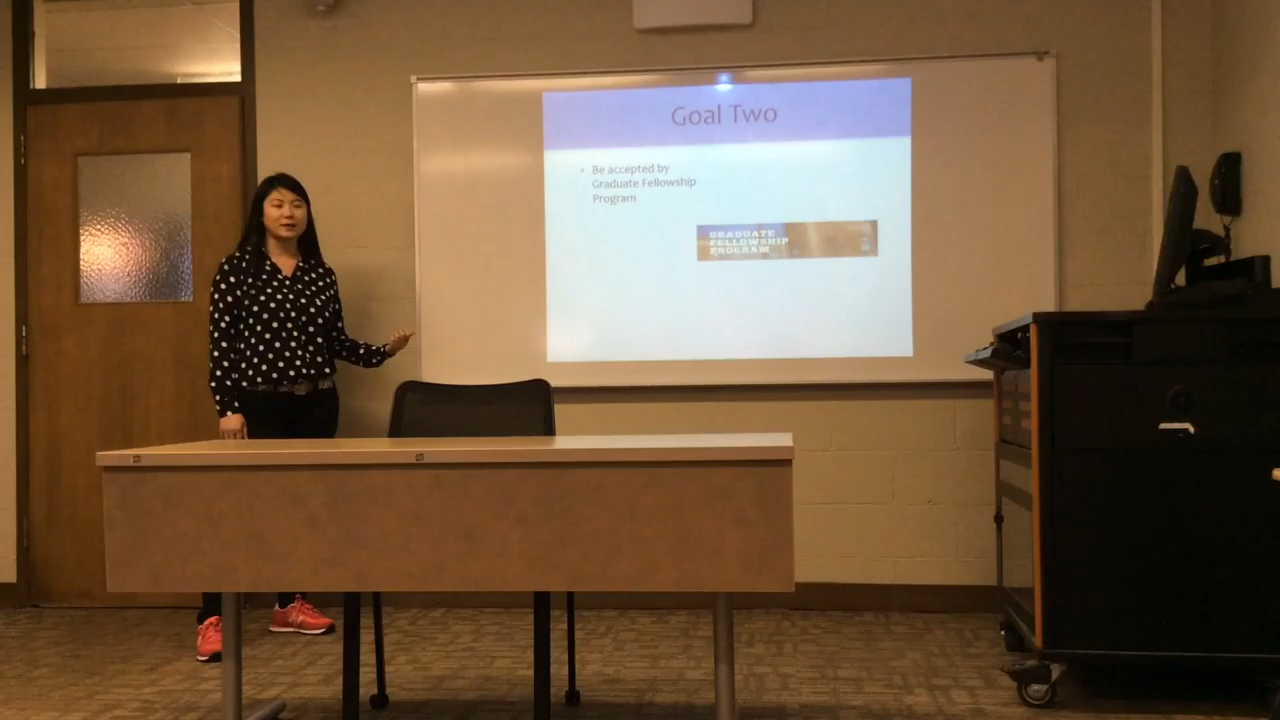 Goal Two
• Be accepted by
Graduate Fellowship
Program
GRADUATE
FELLOWSHIP
PROGRAM